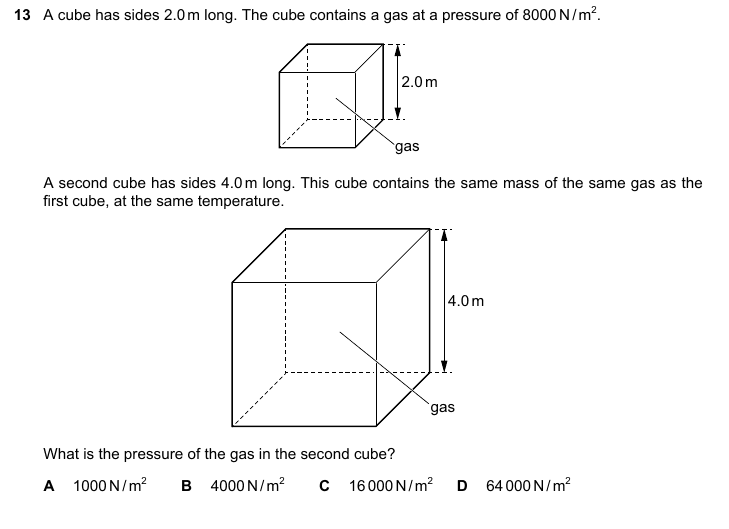 13 A cube has sides 2.0 m long. The cube contains a gas at a pressure of 8000 N/m².
2.0 m
gas
A second cube has sides 4.0 m long. This cube contains the same mass of the same gas as the
first cube, at the same temperature.
4.0 m
gas
What is the pressure of the gas in the second cube?
A 1000 N/m² B 4000 N/m² C 16 000 N/m² D 64 000 N/m²